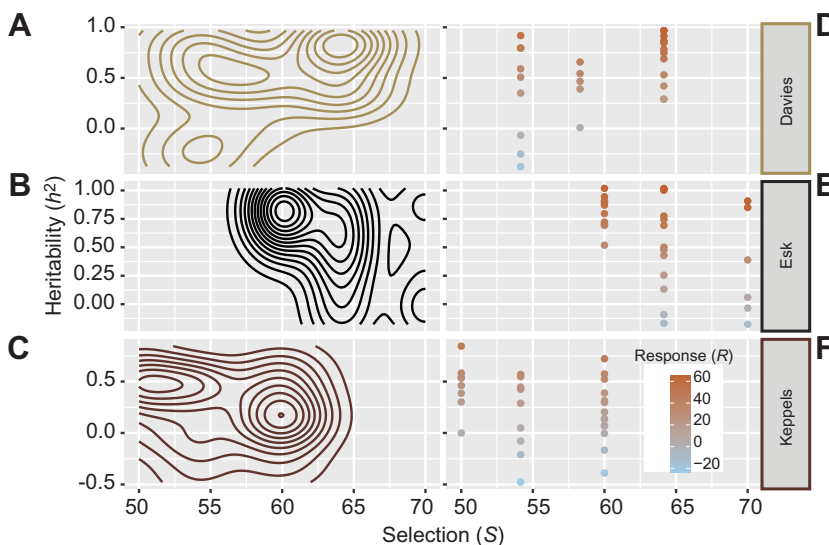 A
D
1.0
0.5
0.0
Davies
B
E
1.00
0.75
0.50
0.25
0.00
Heritability (h²)
Esk
C
F
0.5
0.0
-0.5
Response (R)
60
40
20
0
−20
Keppels
50 55 60 65 70 50 55 60 65 70
Selection (S)